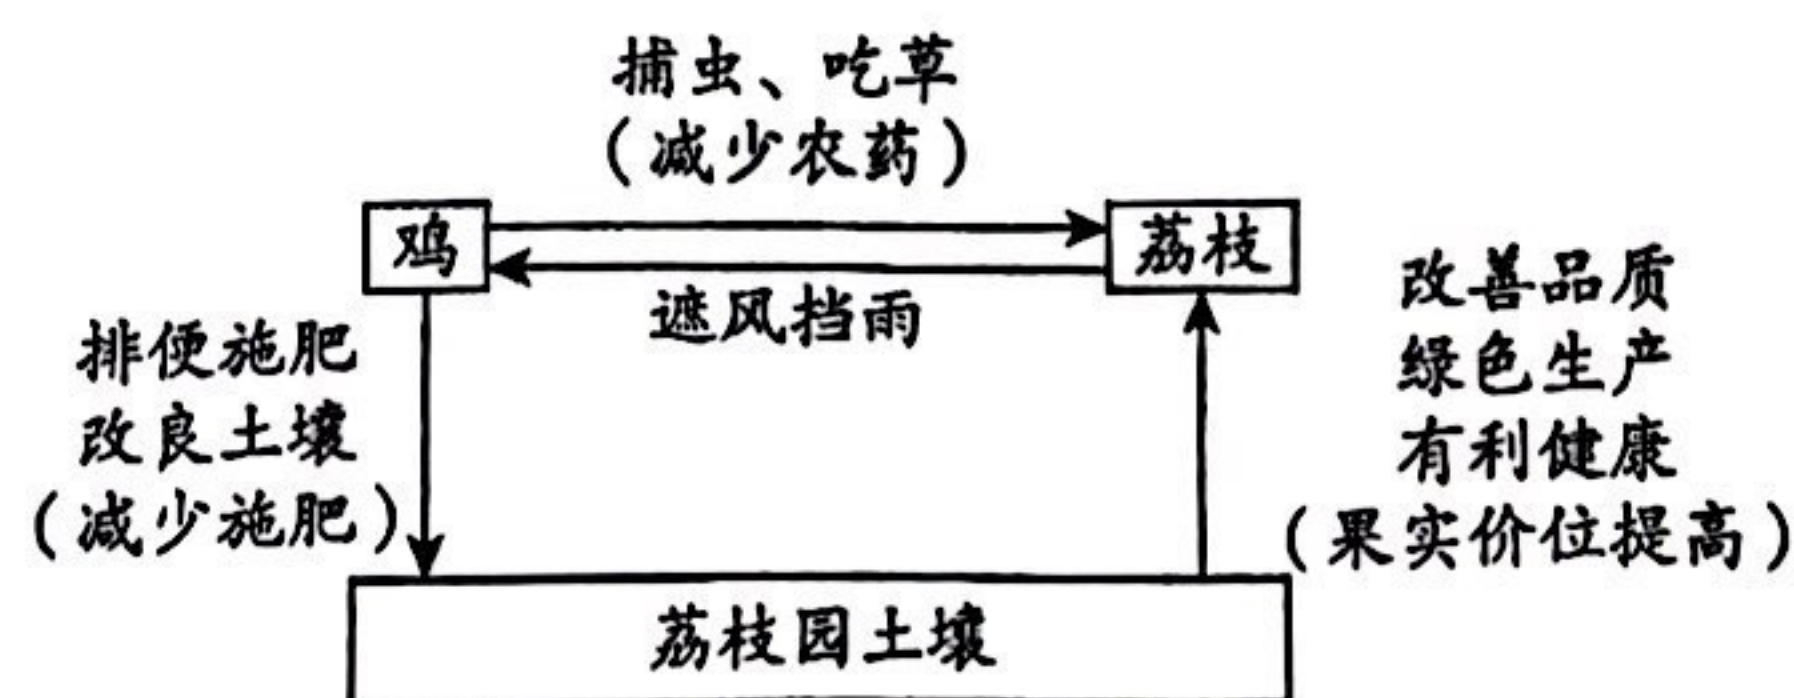 捕虫、吃草
(减少农药)
鸡
荔枝
遮风挡雨
排便施肥
改良土壤
(减少施肥)
改善品质
绿色生产
有利健康
(果实价位提高)
荔枝园土壤